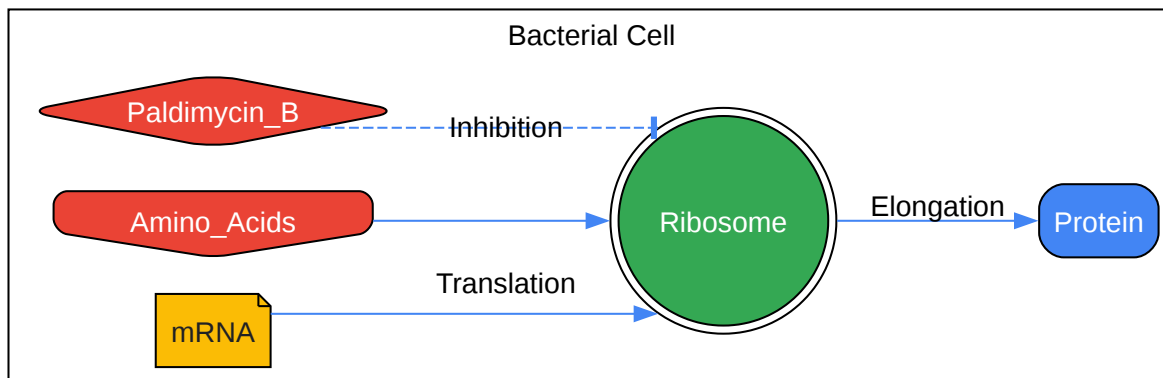 Bacterial Cell
Paldimycin_B
Inhibition
Amino_Acids
Ribosome
Elongation
Protein
Translation
mRNA